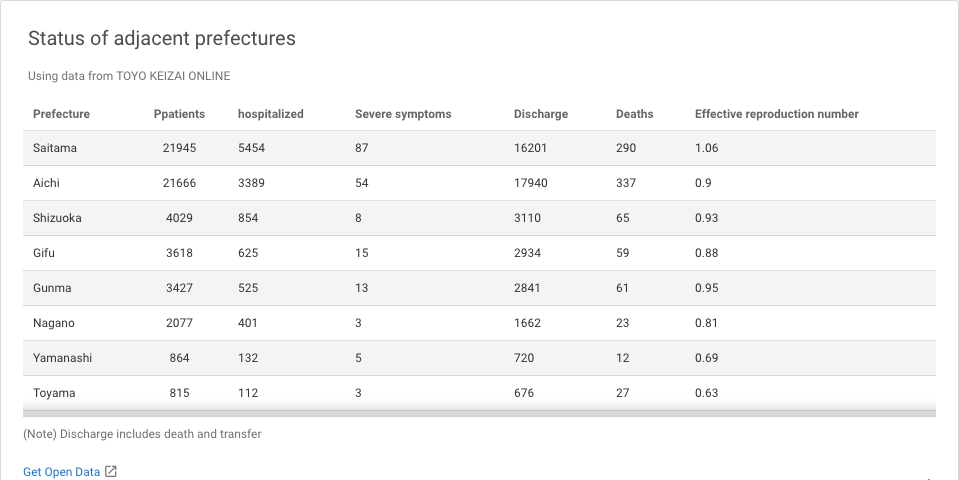 Status of adjacent prefectures
Using data from TOYO KEIZAI ONLINE
Prefecture Ppatients hospitalized Severe symptoms Discharge Deaths Effective reproduction number
Saitama 21945 5454 87 16201 290 1.06
Aichi 21666 3389 54 17940 337 0.9
Shizuoka 4029 854 8 3110 65 0.93
Gifu 3618 625 15 2934 59 0.88
Gunma 3427 525 13 2841 61 0.95
Nagano 2077 401 3 1662 23 0.81
Yamanashi 864 132 5 720 12 0.69
Toyama 815 112 3 676 27 0.63
(Note) Discharge includes death and transfer
Get Open Data